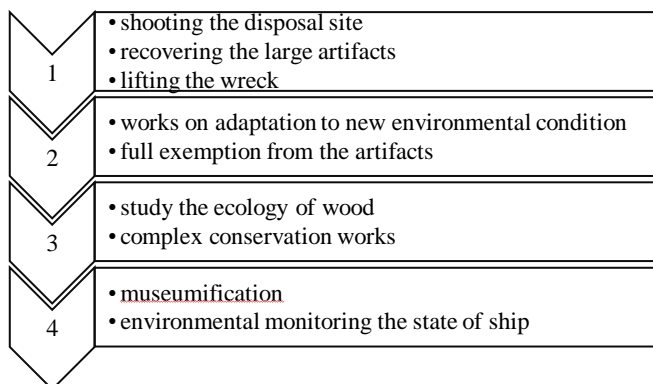 1
• shooting the disposal site
• recovering the large artifacts
• lifting the wreck
2
• works on adaptation to new environmental condition
• full exemption from the artifacts
3
• study the ecology of wood
• complex conservation works
4
• museumification
• environmental monitoring the state of ship